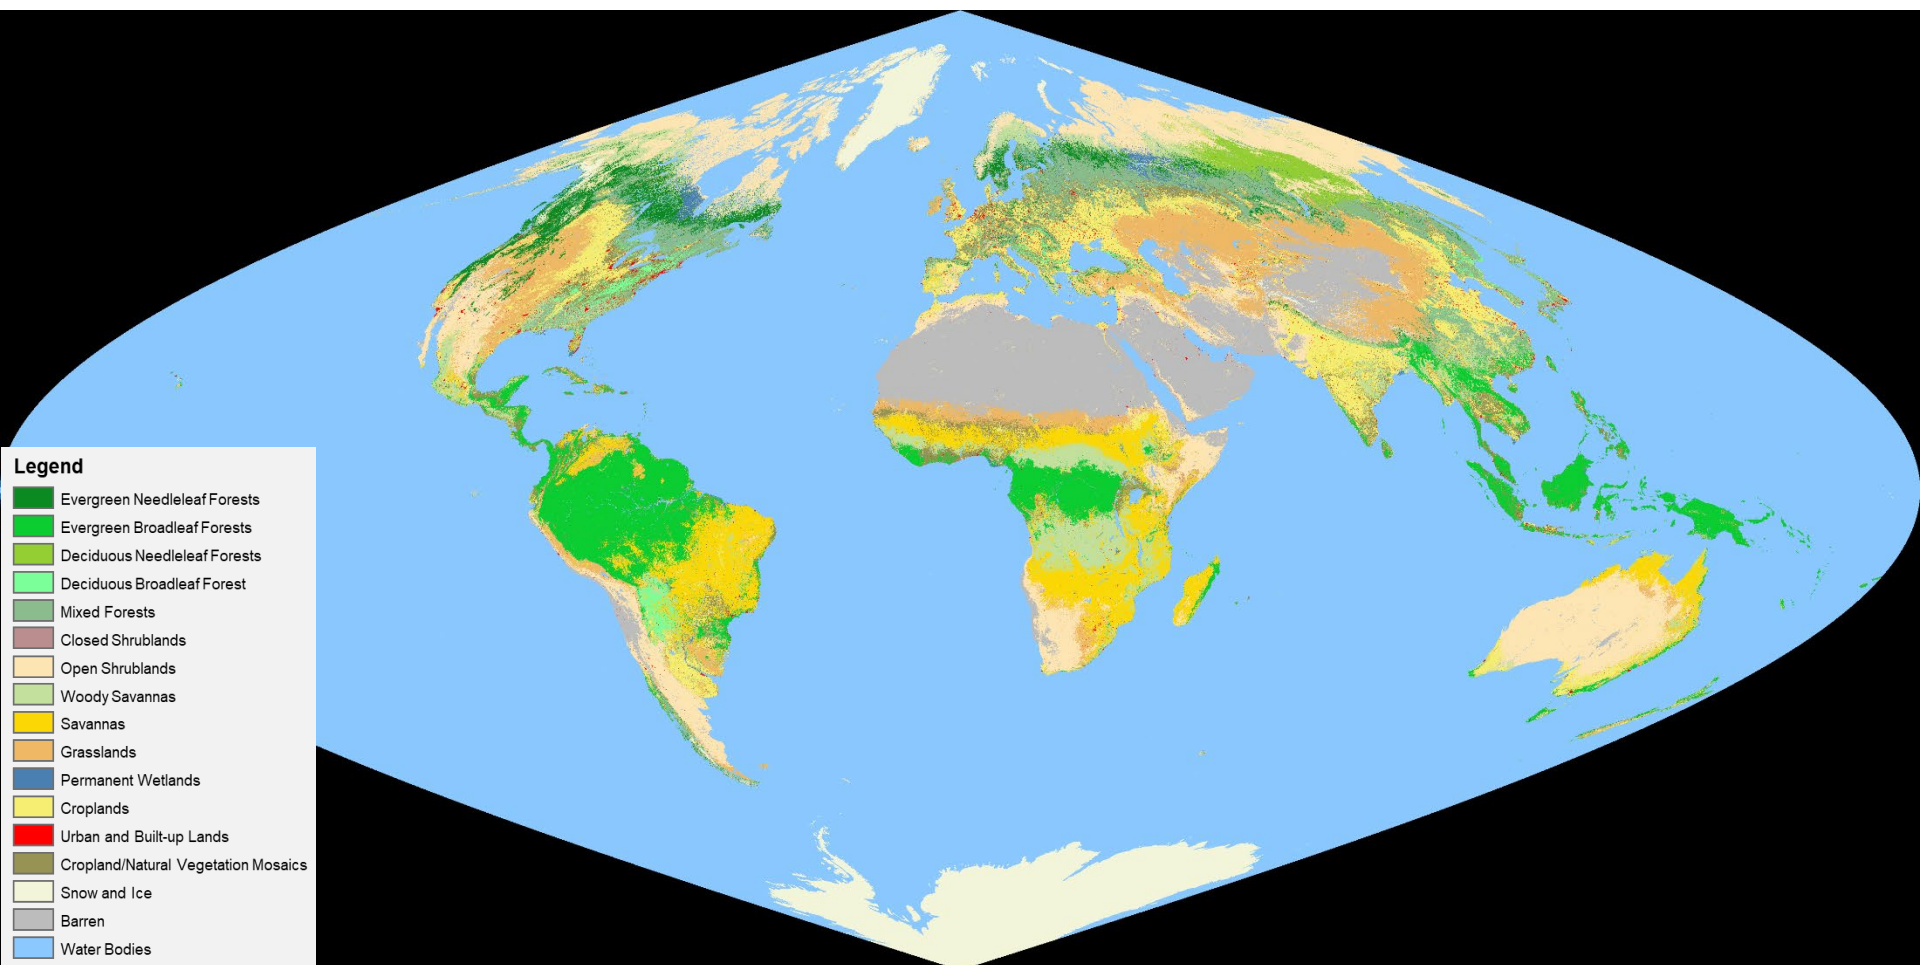 Legend
Evergreen Needleleaf Forests
Evergreen Broadleaf Forests
Deciduous Needleleaf Forests
Deciduous Broadleaf Forest
Mixed Forests
Closed Shrublands
Open Shrublands
Woody Savannas
Savannas
Grasslands
Permanent Wetlands
Croplands
Urban and Built-up Lands
Cropland/Natural Vegetation Mosaics
Snow and Ice
Barren
Water Bodies